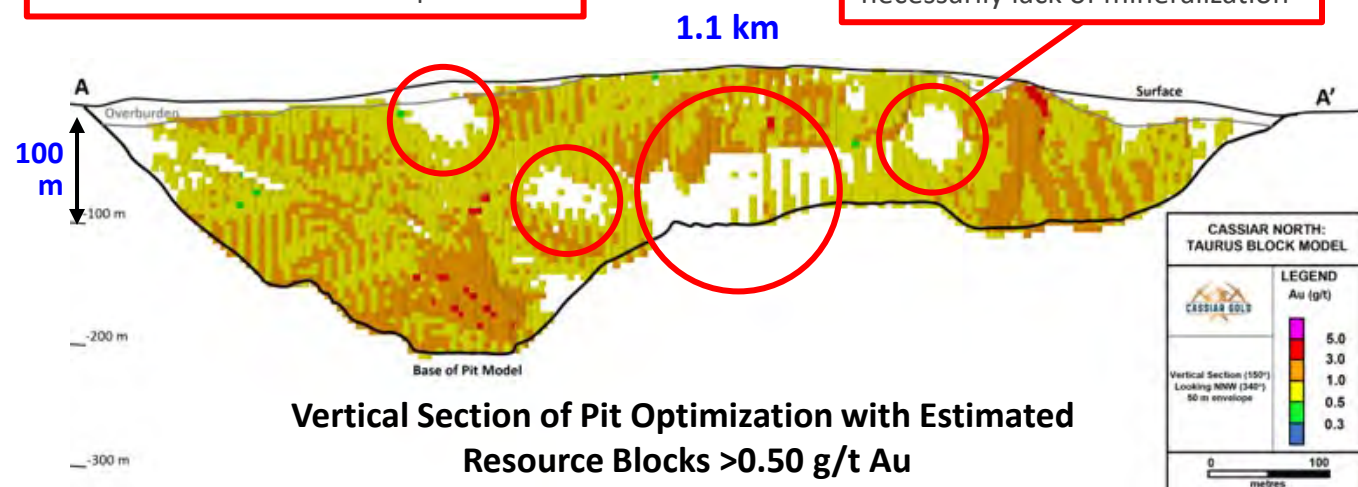 necessarily lack of mineralization
1.1 km
A
Overburden
Surface
A'
100
m
-100 m
-200 m
Base of Pit Model
-300 m
Vertical Section of Pit Optimization with Estimated
Resource Blocks >0.50 g/t Au
CASSIAR NORTH:
TAURUS BLOCK MODEL
CASSIAR GOLD
LEGEND
Au (g/t)
5.0
3.0
1.0
0.5
0.3
Vertical Section (150°)
Looking NNW (340°)
50 m envelope
0 100
metres